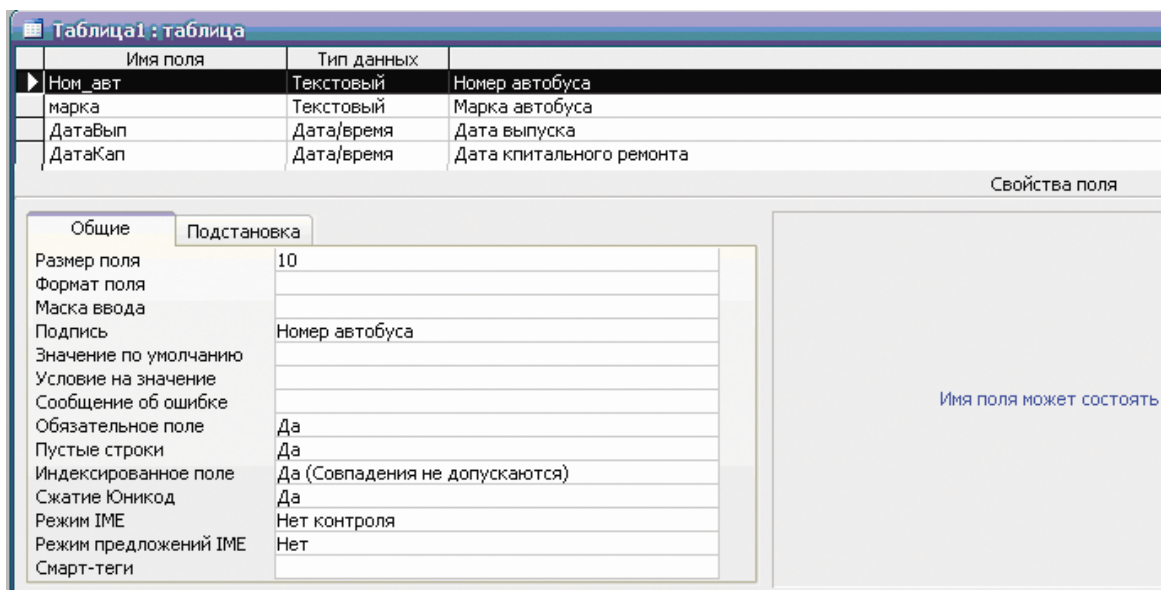 Таблица1 : таблица
Имя поля Тип данных
Ном_авт Текстовый Номер автобуса
марка Текстовый Марка автобуса
ДатаВып Дата/время Дата выпуска
ДатаКап Дата/время Дата кпитального ремонта
Свойства поля
Общие Подстановка
Размер поля 10
Формат поля
Маска ввода
Подпись Номер автобуса
Значение по умолчанию
Условие на значение
Сообщение об ошибке
Имя поля может состоять
Обязательное поле Да
Пустые строки Да
Индексированное поле Да (Совпадения не допускаются)
Сжатие Юникод Да
Режим IME Нет контроля
Режим предложений IME Нет
Смарт-теги